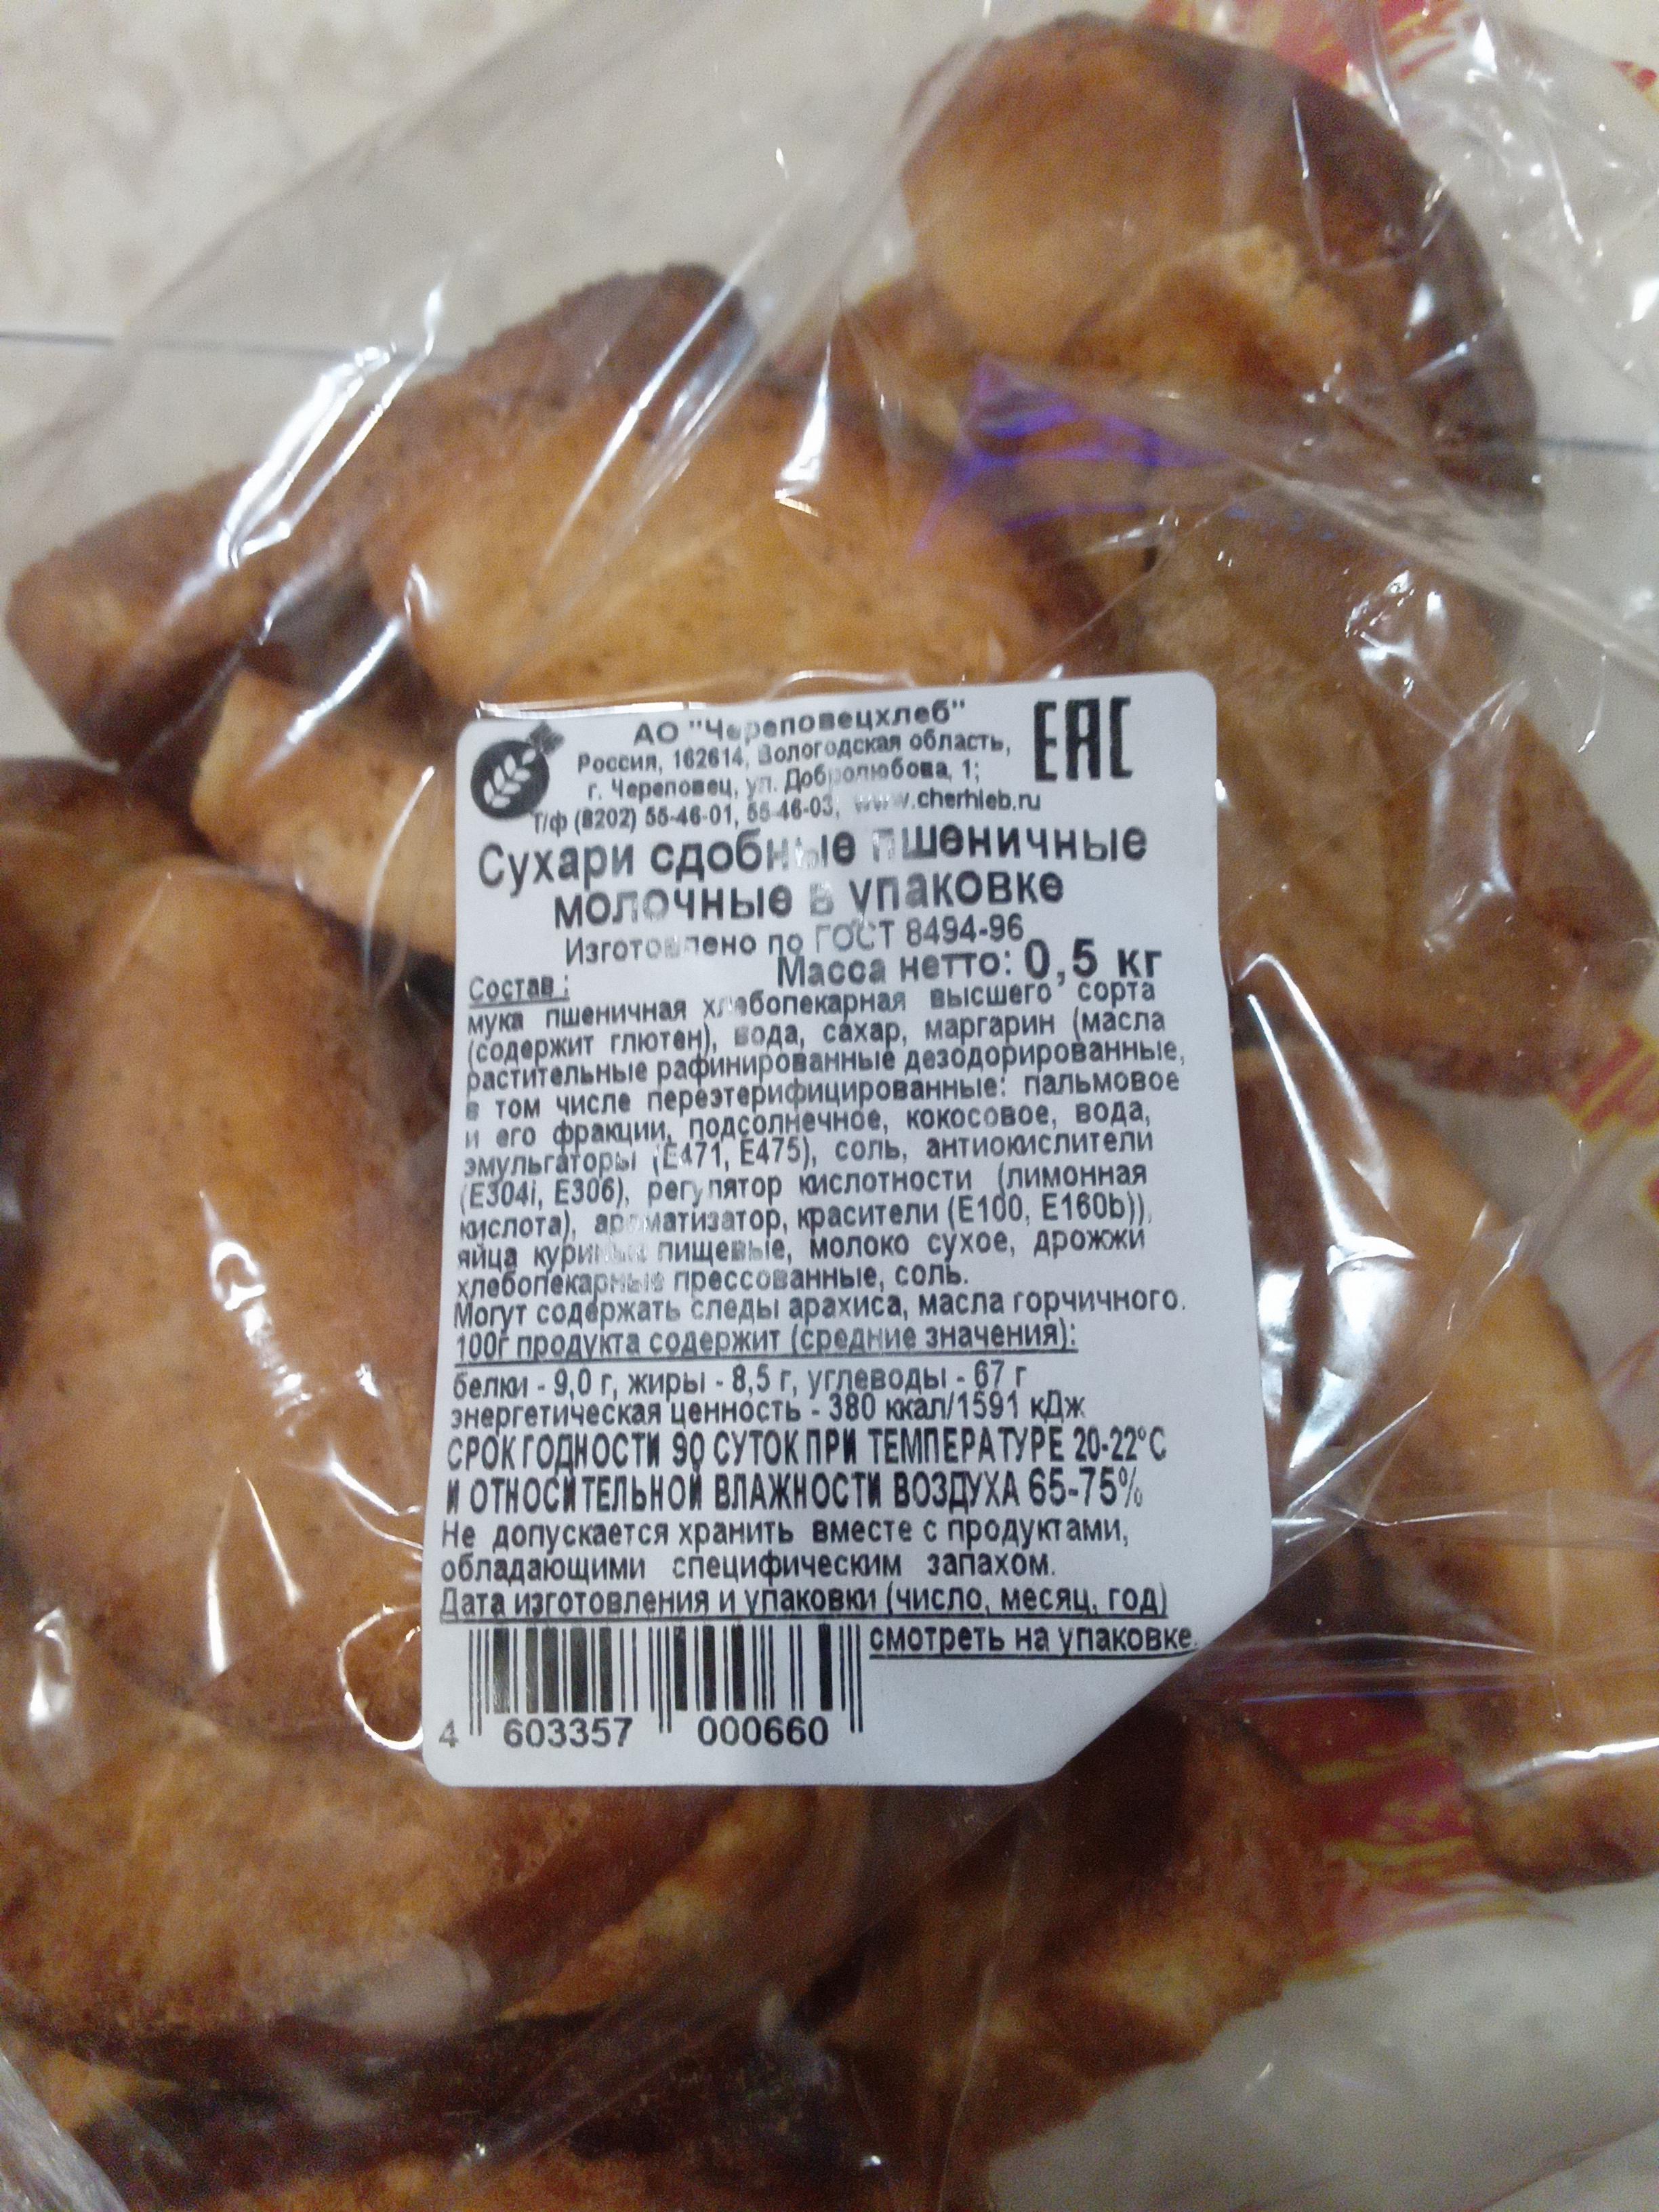 АО "Череповецхлеб"
Россия, 162614, Вологодская область,
г. Череповец, ул. Добролюбова, 1;
Т/ф (8202) 55-46-01, 55-46-03, www.cherhleb.ru
ЕАС
Сухари сдобные пшеничные
молочные в упаковке
Изготовлено по ГОСТ 8494-96
Масса нетто: 0,5 кг
Состав:
мука пшеничная хлебопекарная высшего сорта
(содержит глютен), вода, сахар, маргарин (масла
растительные рафинированные дезодорированные,
в том числе переэтерифицированные: пальмовое
и его фракции, подсолнечное, кокосовое, вода,
эмульгаторы (Е471, Е475), соль, антиокислители
(Е304i, Е306), регулятор кислотности (лимонная
кислота), ароматизатор, красители (Е100, Е160b)),
яйца куриные пищевые, молоко сухое, дрожжи
хлебопекарные прессованные, соль.
Могут содержать следы арахиса, масла горчичного.
100г продукта содержит (средние значения):
белки - 9,0 г, жиры - 8,5 г, углеводы - 67 г
энергетическая ценность - 380 ккал/1591 кДж
СРОК ГОДНОСТИ 90 СУТОК ПРИ ТЕМПЕРАТУРЕ 20-22°С
И ОТНОСИТЕЛЬНОЙ ВЛАЖНОСТИ ВОЗДУХА 65-75%
Не допускается хранить вместе с продуктами,
обладающими специфическим запахом.
Дата изготовления и упаковки (число, месяц, год)
смотреть на упаковке.
4 603357 000660